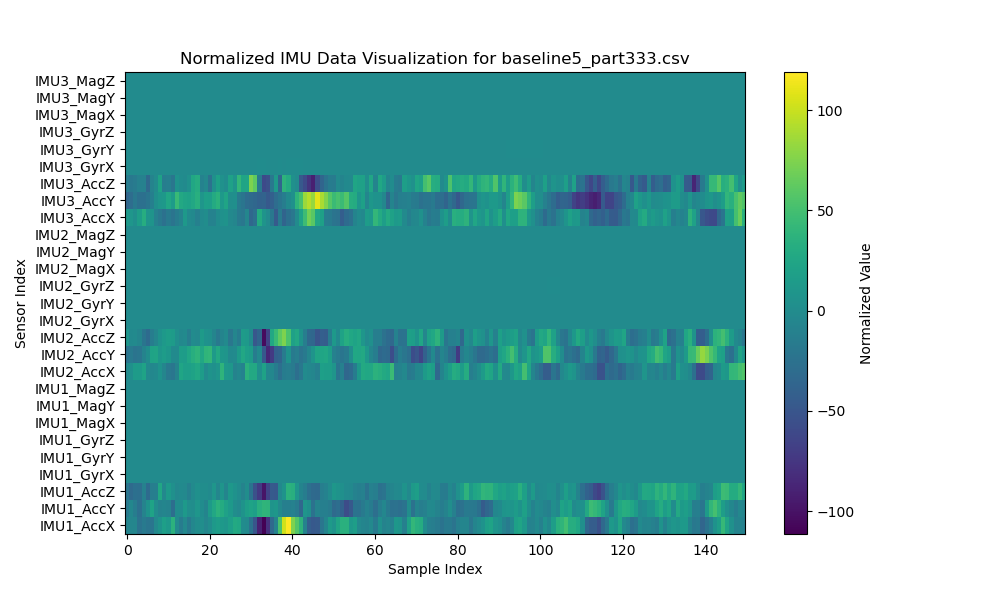 Normalized IMU Data Visualization for baseline5_part333.csv
IMU3_MagZ
IMU3_MagY
IMU3_MagX
IMU3_GyrZ
IMU3_GyrY
IMU3_GyrX
IMU3_AccZ
IMU3_AccY
IMU3_AccX
IMU2_MagZ
IMU2_MagY
IMU2_MagX
IMU2_GyrZ
IMU2_GyrY
IMU2_GyrX
IMU2_AccZ
IMU2_AccY
IMU2_AccX
IMU1_MagZ
IMU1_MagY
IMU1_MagX
IMU1_GyrZ
IMU1_GyrY
IMU1_GyrX
IMU1_AccZ
IMU1_AccY
IMU1_AccX
Sensor Index
0 20 40 60 80 100 120 140
Sample Index
100
50
0
−50
−100
Normalized Value